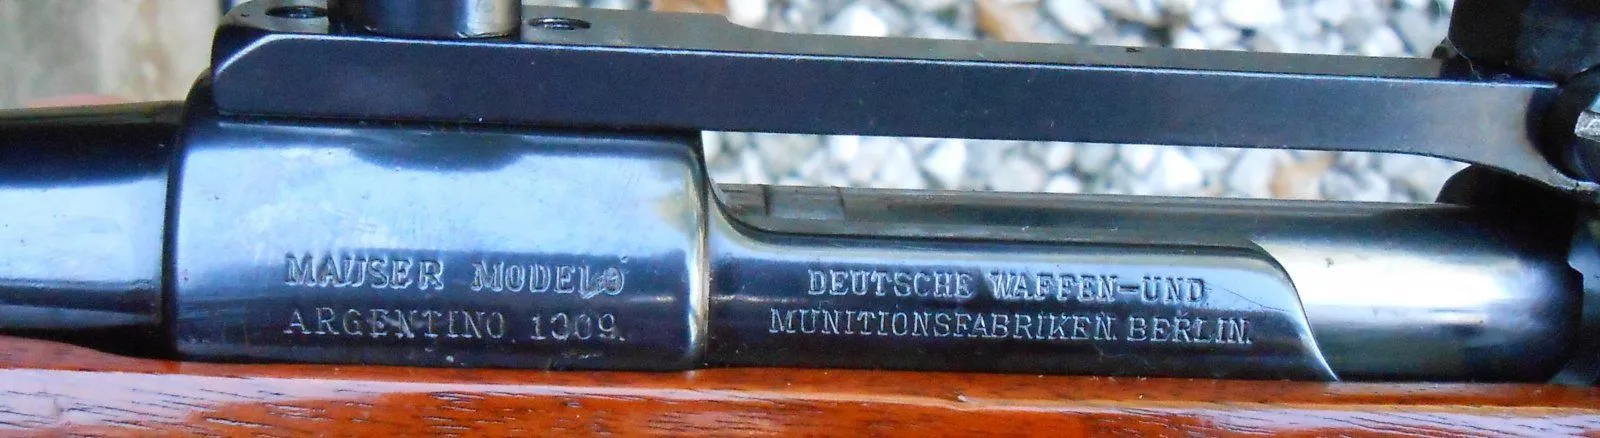 MAUSER MODELO
ARGENTINO. 1909.
DEUTSCHE WAFFEN-UND
MUNITIONSFABRIKEN. BERLIN.